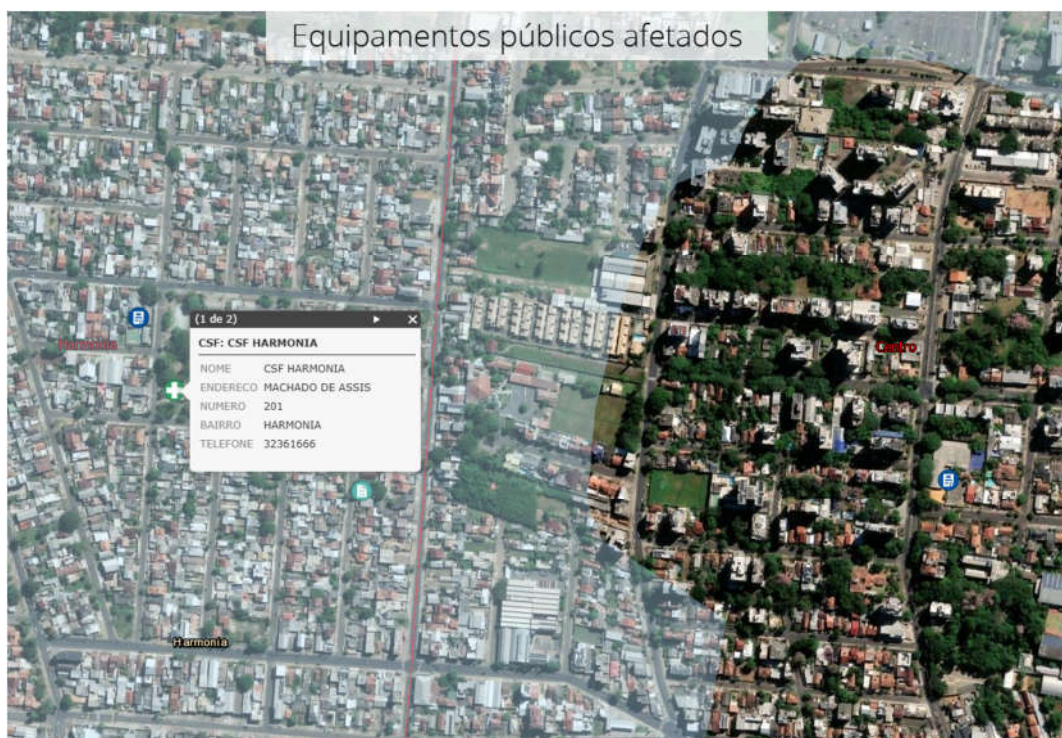 Equipamentos públicos afetados
(1 de 2)
CSF: CSF HARMONIA
NOME CSF HARMONIA
ENDERECO MACHADO DE ASSIS
NUMERO 201
BAIRRO HARMONIA
TELEFONE 32361666
Harmonia
Centro
Harmonia